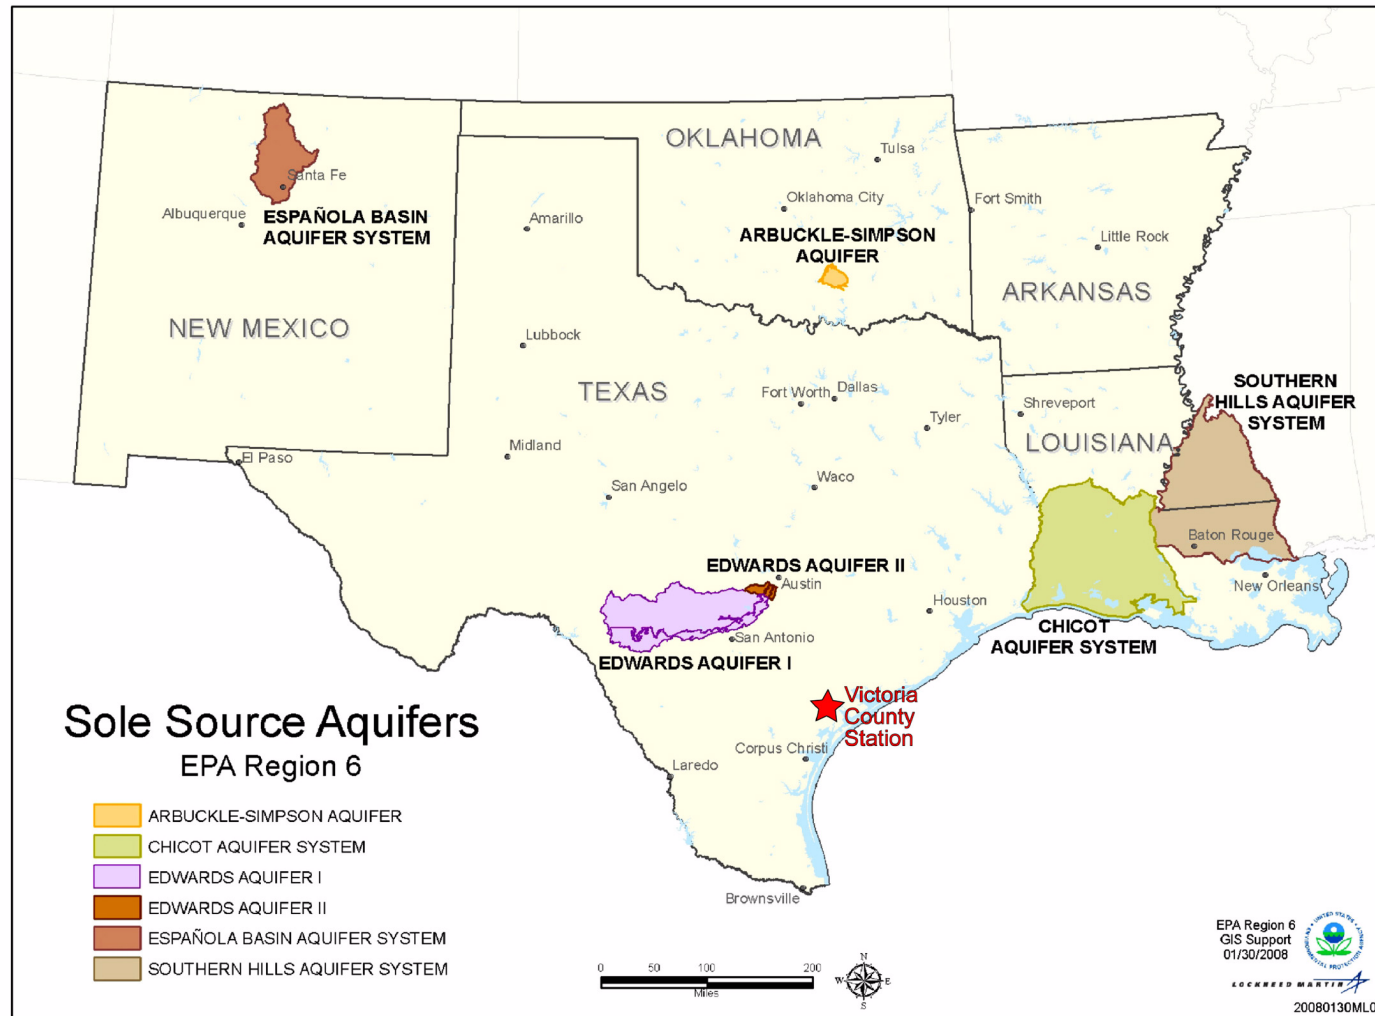 OKLAHOMA
Tulsa
Santa Fe
Oklahoma City
Fort Smith
Albuquerque
ESPAÑOLA BASIN
AQUIFER SYSTEM
Amarillo
ARBUCKLE-SIMPSON
AQUIFER
Little Rock
ARKANSAS
NEW MEXICO
Lubbock
TEXAS
Fort Worth
Dallas
SOUTHERN
HILLS AQUIFER
SYSTEM
Shreveport
Tyler
LOUISIANA
El Paso
Midland
San Angelo
Waco
Baton Rouge
EDWARDS AQUIFER II
Austin
New Orleans
Houston
San Antonio
EDWARDS AQUIFER I
CHICOT
AQUIFER SYSTEM
Victoria
County
Station
Corpus Christi
Laredo
Brownsville
Sole Source Aquifers
EPA Region 6
ARBUCKLE-SIMPSON AQUIFER
CHICOT AQUIFER SYSTEM
EDWARDS AQUIFER I
EDWARDS AQUIFER II
ESPAÑOLA BASIN AQUIFER SYSTEM
SOUTHERN HILLS AQUIFER SYSTEM
0 50 100 200
Miles
N
W E
S
EPA Region 6
GIS Support
01/30/2008
LOCKHEED MARTIN
20080130ML0